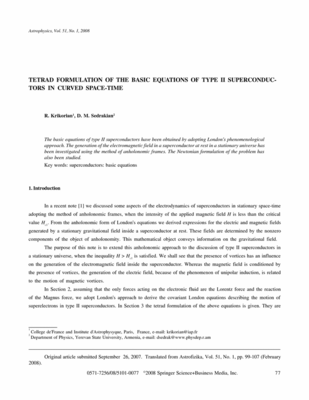 Astrophysics, Vol. 51, No. 1, 2008
TETRAD FORMULATION OF THE BASIC EQUATIONS OF TYPE II SUPERCONDUC-
TORS IN CURVED SPACE-TIME
R. Krikorian¹, D. M. Sedrakian²
The basic equations of type II superconductors have been obtained by adopting London's phenomenological
approach. The generation of the electromagnetic field in a superconductor at rest in a stationary universe has
been investigated using the method of anholonomic frames. The Newtonian formulation of the problem has
also been studied.
Key words: superconductors: basic equations
1. Introduction
In a recent note [1] we discussed some aspects of the electrodynamics of superconductors in stationary space-time
adopting the method of anholonomic frames, when the intensity of the applied magnetic field H is less than the critical
value From the anholonomic form of London's equations we derived expressions for the electric and magnetic fields
generated by a stationary gravitational field inside a superconductor at rest. These fields are determined by the nonzero
components of the object of anholonomity. This mathematical object conveys information on the gravitational field.
The purpose of this note is to extend this anholonomic approach to the discussion of type II superconductors in
a stationary universe, when the inequality is satisfied. We shall see that the presence of vortices has an influence
on the generation of the electromagnetic field inside the superconductor. Whereas the magnetic field is conditioned by
the presence of vortices, the generation of the electric field, because of the phenomenon of unipolar induction, is related
to the motion of magnetic vortices.
In Section 2, assuming that the only forces acting on the electronic fluid are the Lorentz force and the reaction
of the Magnus force, we adopt London's approach to derive the covariant London equations describing the motion of
superelectrons in type II superconductors. In Section 3 the tetrad formulation of the above equations is given. They are
¹ College deFrance and Institute d'Astrophysyque, Paris, France, e-mail:
² Department of Physics, Yerevan State University, Armenia, e-mail:
Original article submitted September 26, 2007. Translated from Astrofizika, Vol. 51, No. 1, pp. 99-107 (February
2008).
0571-7256/08/5101-0077 ©2008 Springer Science+Business Media, Inc. 77